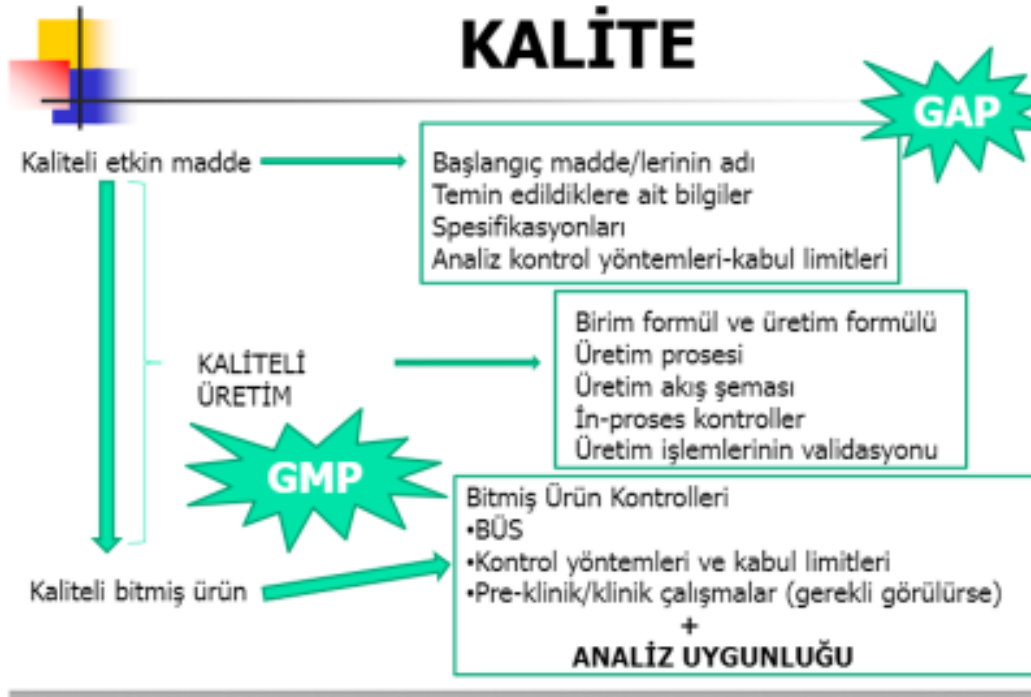 KALİTE
GAP
Kaliteli etkin madde
Başlangıç madde/lerinin adı
Temin edildiklere ait bilgiler
Spesifikasyonları
Analiz kontrol yöntemleri-kabul limitleri
KALİTELİ
ÜRETİM
Birim formül ve üretim formülü
Üretim prosesi
Üretim akış şeması
İn-proses kontroller
Üretim işlemlerinin validasyonu
GMP
Kaliteli bitmiş ürün
Bitmiş Ürün Kontrolleri
•BÜS
•Kontrol yöntemleri ve kabul limitleri
•Pre-klinik/klinik çalışmalar (gerekli görülürse)
+
ANALİZ UYGUNLUĞU